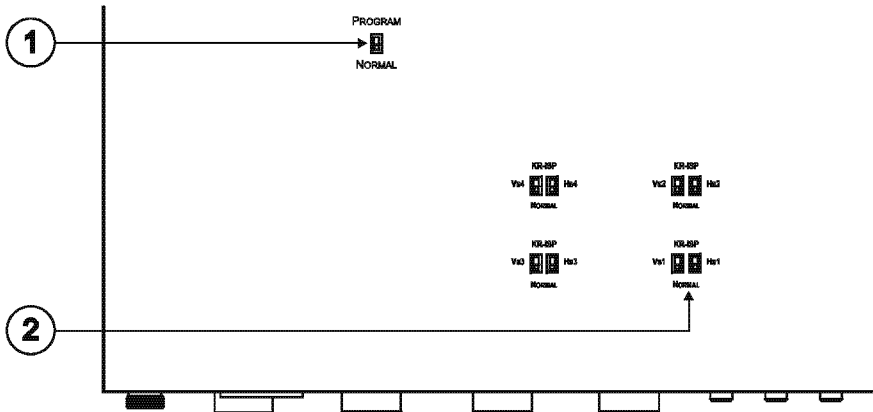 PROGRAM
1
NORMAL
KR-ISP KR-ISP
Vs4 Hs4 Vs2 Hs2
NORMAL NORMAL
KR-ISP KR-ISP
Vs3 Hs3 Vs1 Hs1
NORMAL NORMAL
2